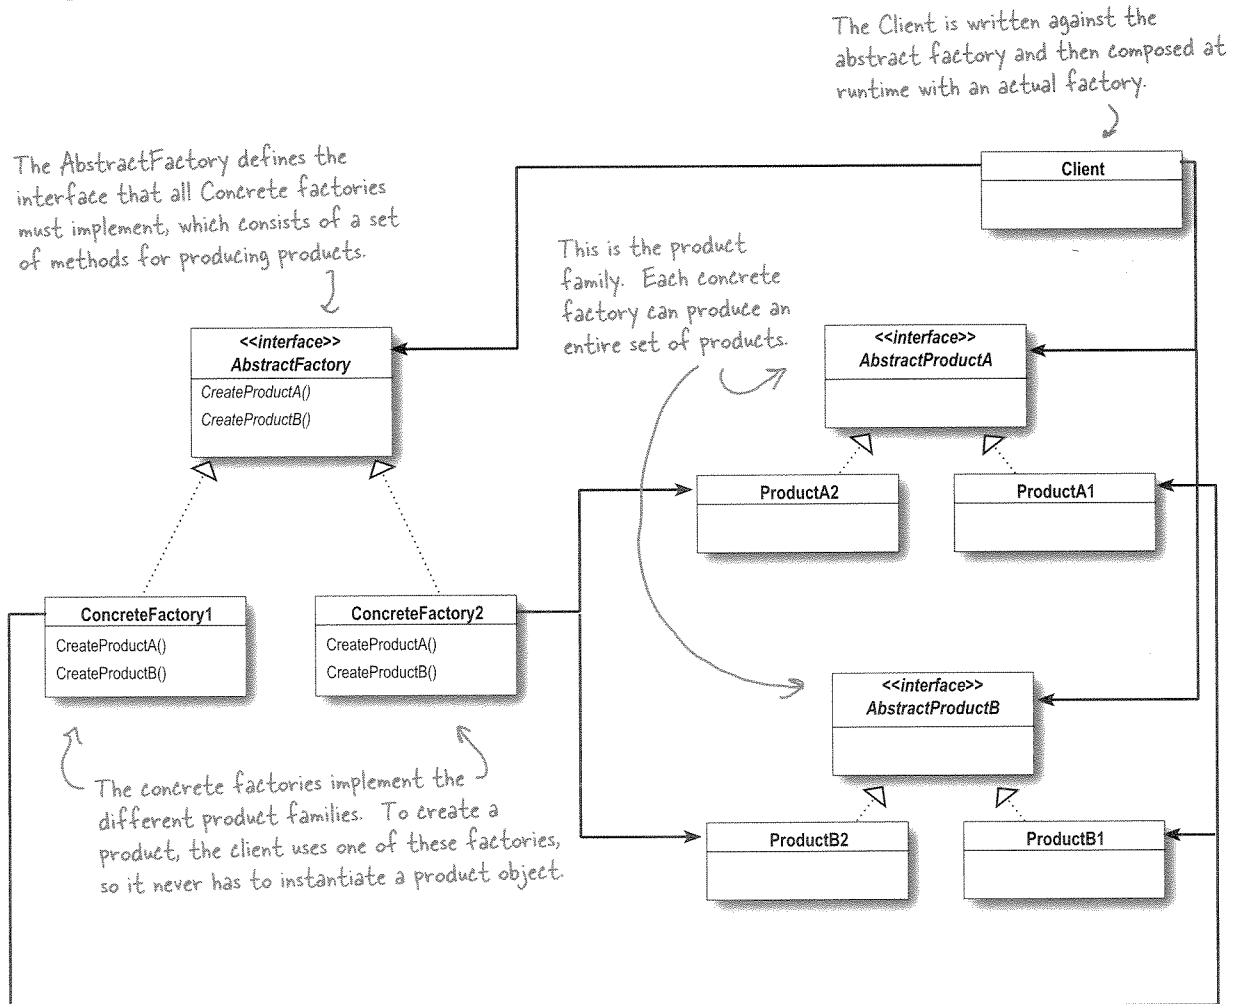 The Client is written against the
abstract factory and then composed at
runtime with an actual factory.
The AbstractFactory defines the
interface that all Concrete factories
must implement, which consists of a set
of methods for producing products.
Client
This is the product
family. Each concrete
factory can produce an
entire set of products.
<<interface>>
AbstractFactory
CreateProductA()
CreateProductB()
<<interface>>
AbstractProductA
ProductA2
ProductA1
ConcreteFactory1
CreateProductA()
CreateProductB()
ConcreteFactory2
CreateProductA()
CreateProductB()
<<interface>>
AbstractProductB
ProductB2
ProductB1
The concrete factories implement the
different product families. To create a
product, the client uses one of these factories,
so it never has to instantiate a product object.